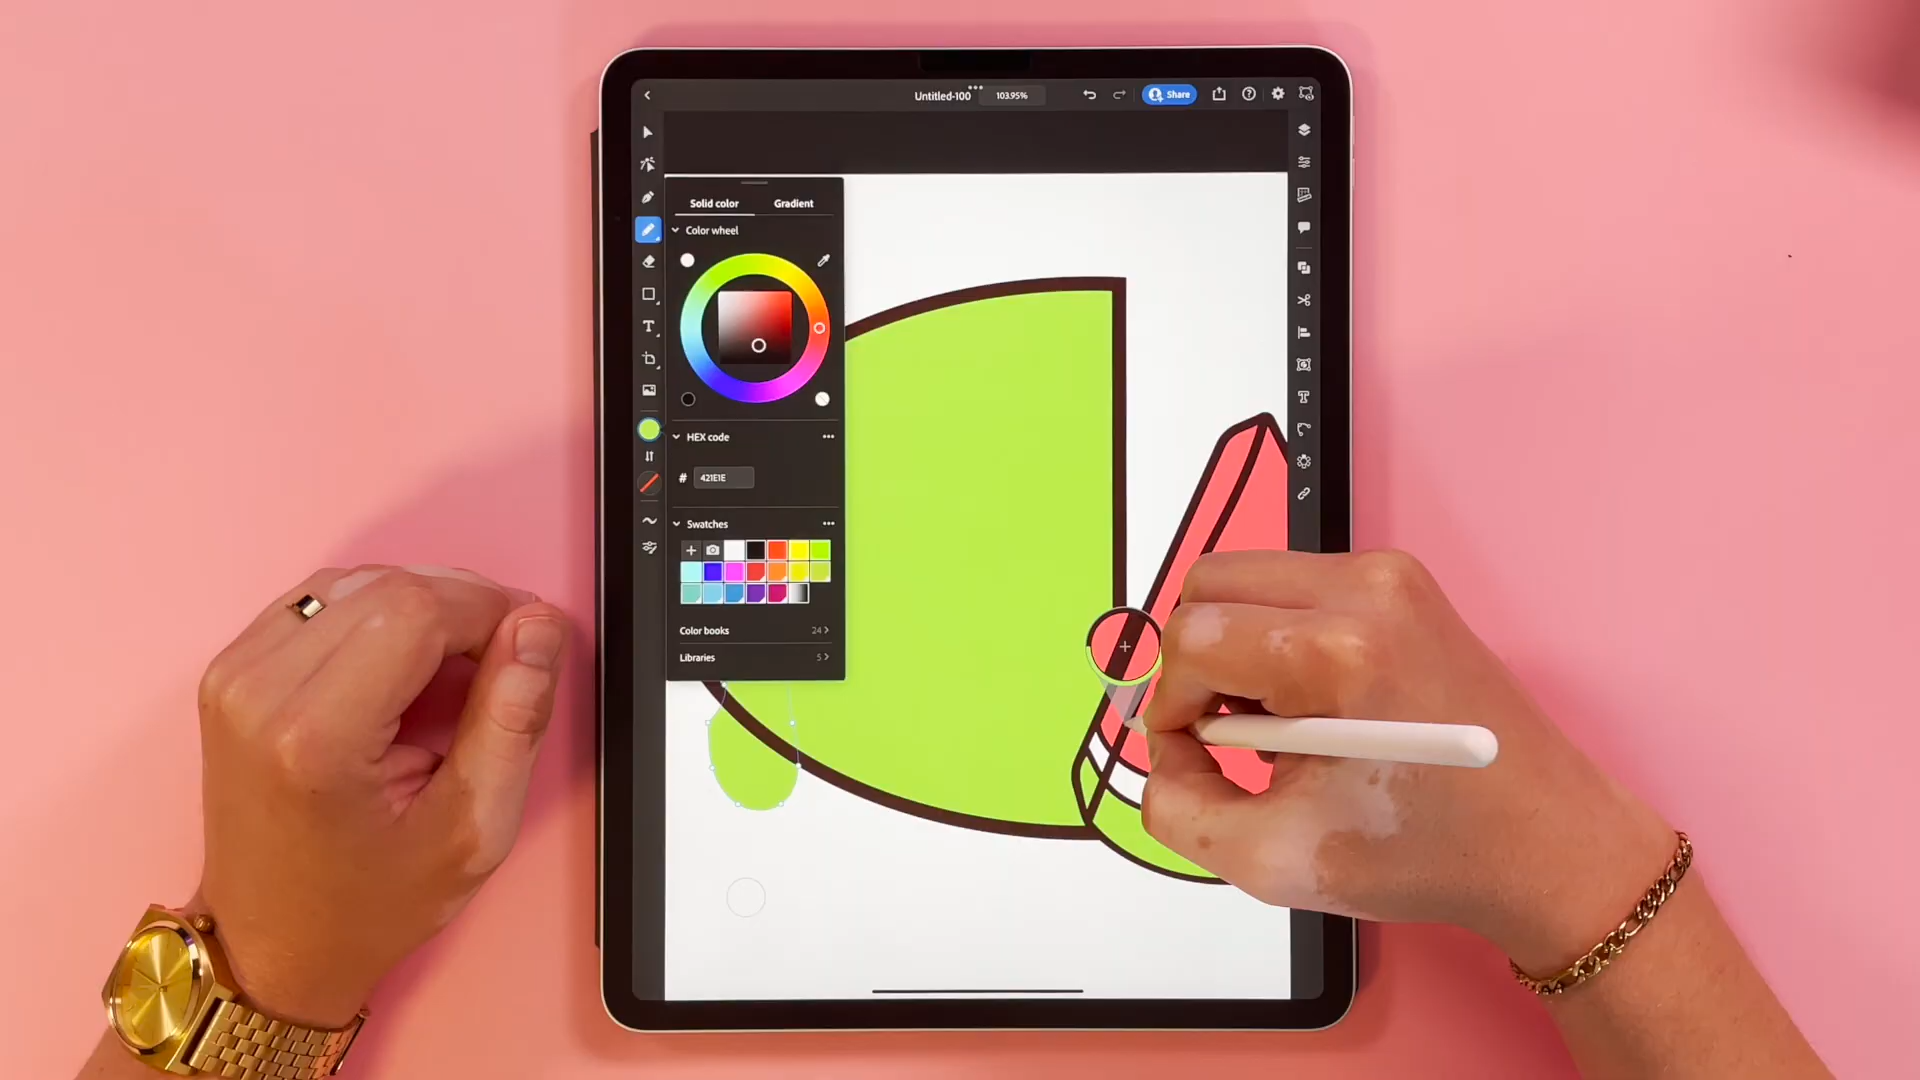 Untitled-100
103.95%
Share
Solid color
Gradient
Color wheel
HEX code
# 421E1E
Swatches
Color books
24
Libraries
5